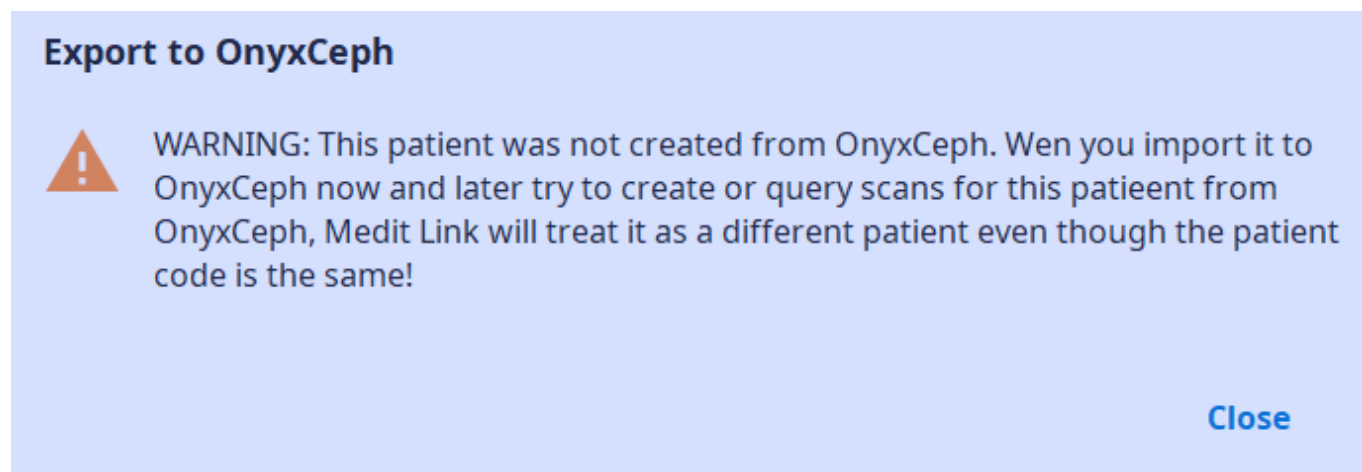 Export to OnyxCeph
WARNING: This patient was not created from OnyxCeph. Wen you import it to
OnyxCeph now and later try to create or query scans for this patieent from
OnyxCeph, Medit Link will treat it as a different patient even though the patient
code is the same!
Close